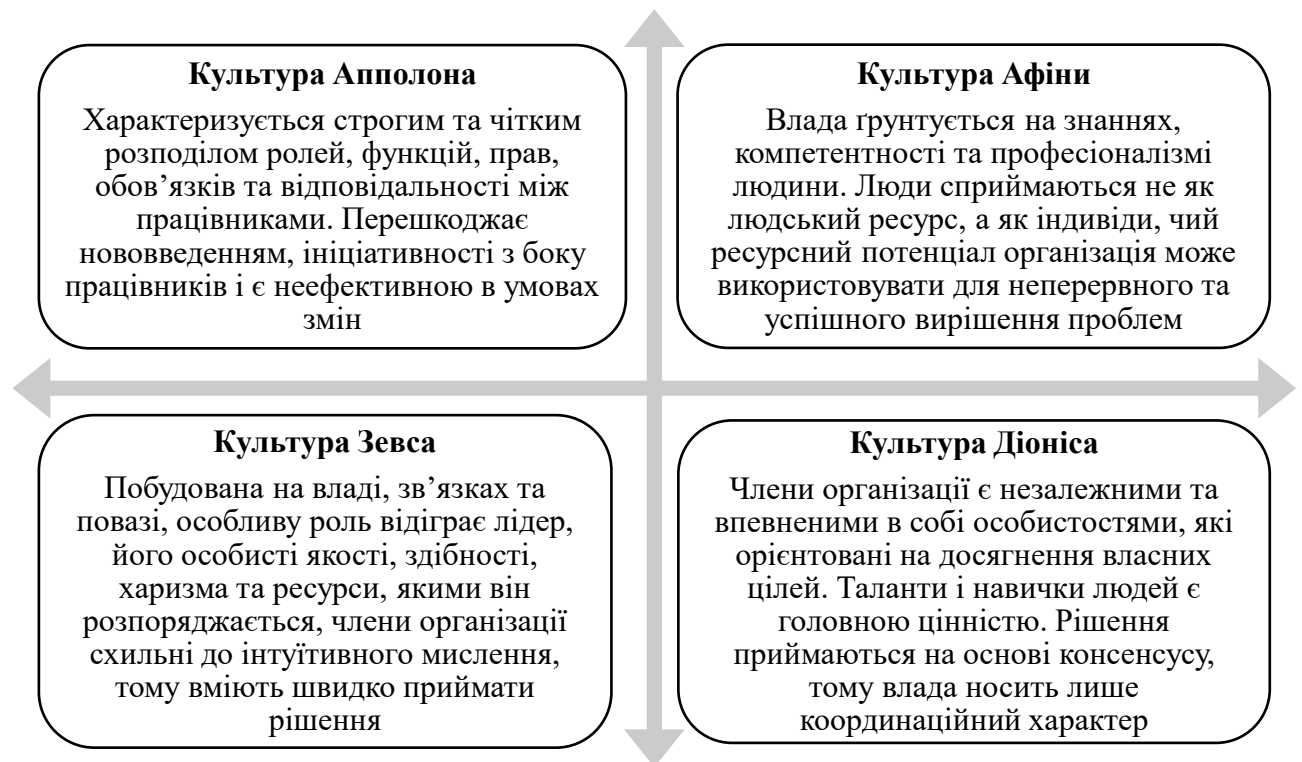 Культура Апполона
Характеризується строгим та чітким
розподілом ролей, функцій, прав,
обов’язків та відповідальності між
працівниками. Перешкоджає
нововведенням, ініціативності з боку
працівників і є неефективною в умовах
змін
Культура Афіни
Влада ґрунтується на знаннях,
компетентності та професіоналізмі
людини. Люди сприймаються не як
людський ресурс, а як індивіди, чий
ресурсний потенціал організація може
використовувати для неперервного та
успішного вирішення проблем
Культура Зевса
Побудована на владі, зв’язках та
повазі, особливу роль відіграє лідер,
його особисті якості, здібності,
харизма та ресурси, якими він
розпоряджається, члени організації
схильні до інтуїтивного мислення,
тому вміють швидко приймати
рішення
Культура Діоніса
Члени організації є незалежними та
впевненими в собі особистостями, які
орієнтовані на досягнення власних
цілей. Таланти і навички людей є
головною цінністю. Рішення
приймаються на основі консенсусу,
тому влада носить лише
координаційний характер